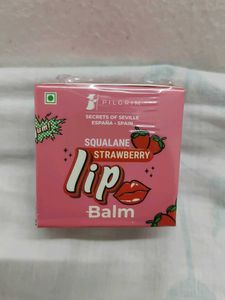 PILGRIM
SECRETS OF SEVILLE
ESPAÑA - SPAIN
SQUALANE
STRAWBERRY
lip
Balm